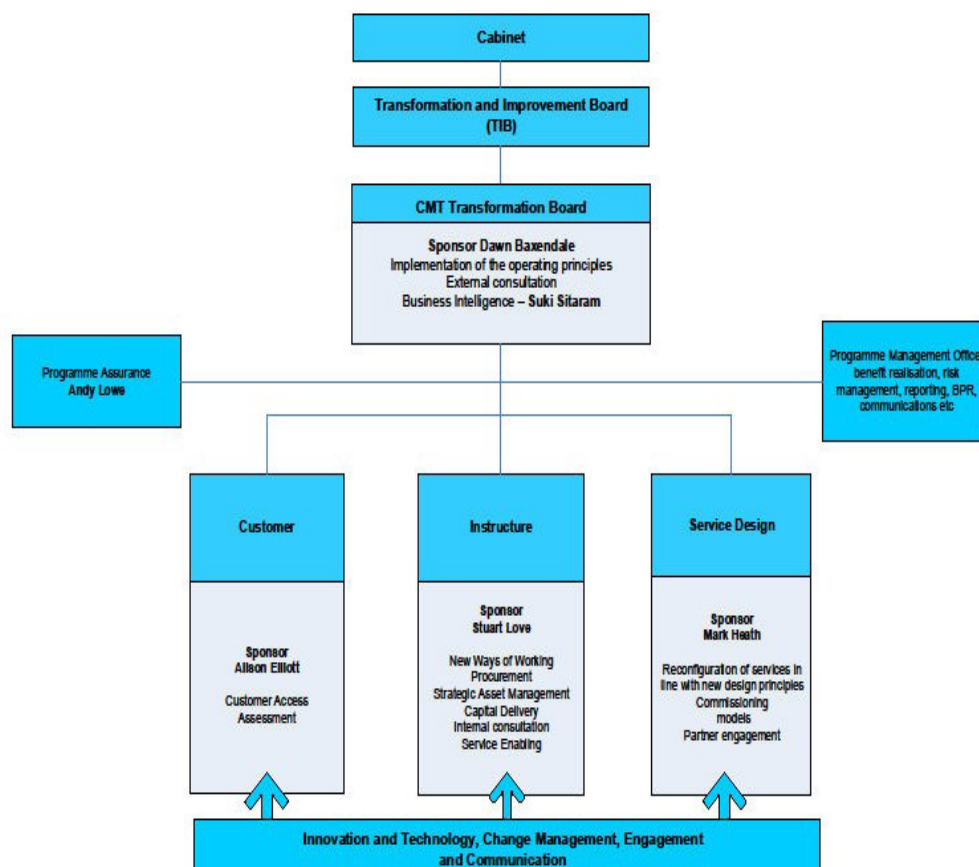 Cabinet
Transformation and Improvement Board
(TIB)
CMT Transformation Board
Sponsor Dawn Baxendale
Implementation of the operating principles
External consultation
Business Intelligence – Suki Sitaram
Programme Assurance
Andy Lowe
Programme Management Office
benefit realisation, risk
management, reporting, BPR,
communications etc
Customer
Sponsor
Alison Elliott
Customer Access
Assessment
Instructure
Sponsor
Stuart Love
New Ways of Working
Procurement
Strategic Asset Management
Capital Delivery
Internal consultation
Service Enabling
Service Design
Sponsor
Mark Heath
Reconfiguration of services in
line with new design principles
Commissioning
models
Partner engagement
Innovation and Technology, Change Management, Engagement
and Communication